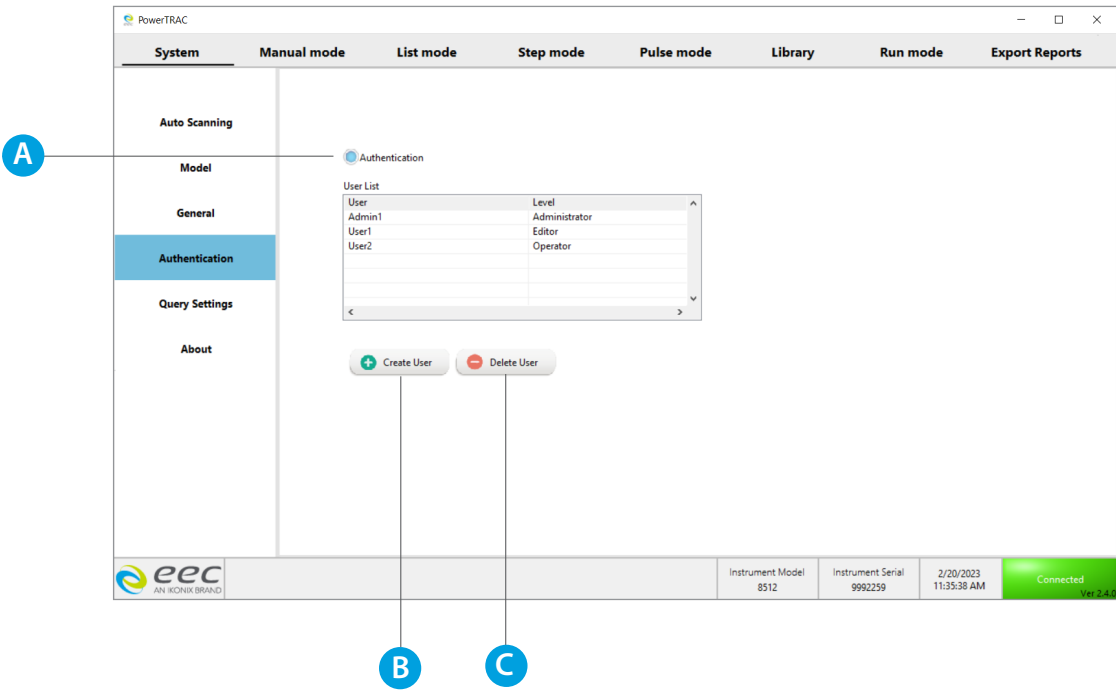 PowerTRAC
System Manual mode List mode Step mode Pulse mode Library Run mode Export Reports
Auto Scanning
Model
General
Authentication
Query Settings
About
A
Authentication
User List
User Level
Admin1 Administrator
User1 Editor
User2 Operator
Create User Delete User
eec
AN IKONIX BRAND
Instrument Model
8512
Instrument Serial
9992259
2/20/2023
11:35:38 AM
Connected
Ver 2.4.0
B
C